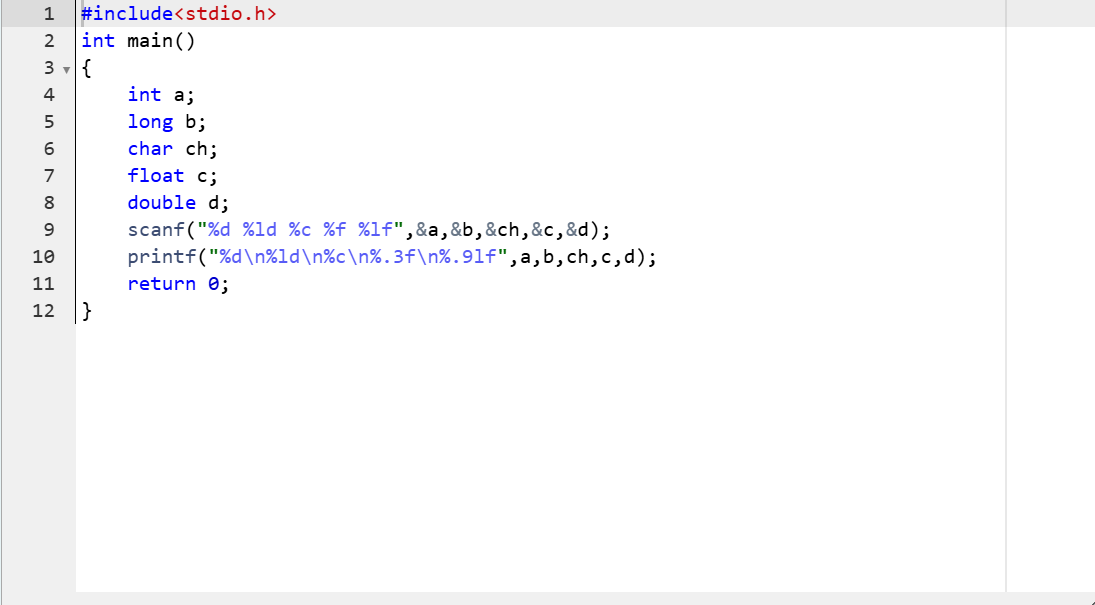 1 #include<stdio.h>
2 int main()
3 {
4     int a;
5     long b;
6     char ch;
7     float c;
8     double d;
9     scanf("%d %ld %c %f %lf",&a,&b,&ch,&c,&d);
10     printf("%d\n%ld\n%c\n%.3f\n%.9lf",a,b,ch,c,d);
11     return 0;
12 }